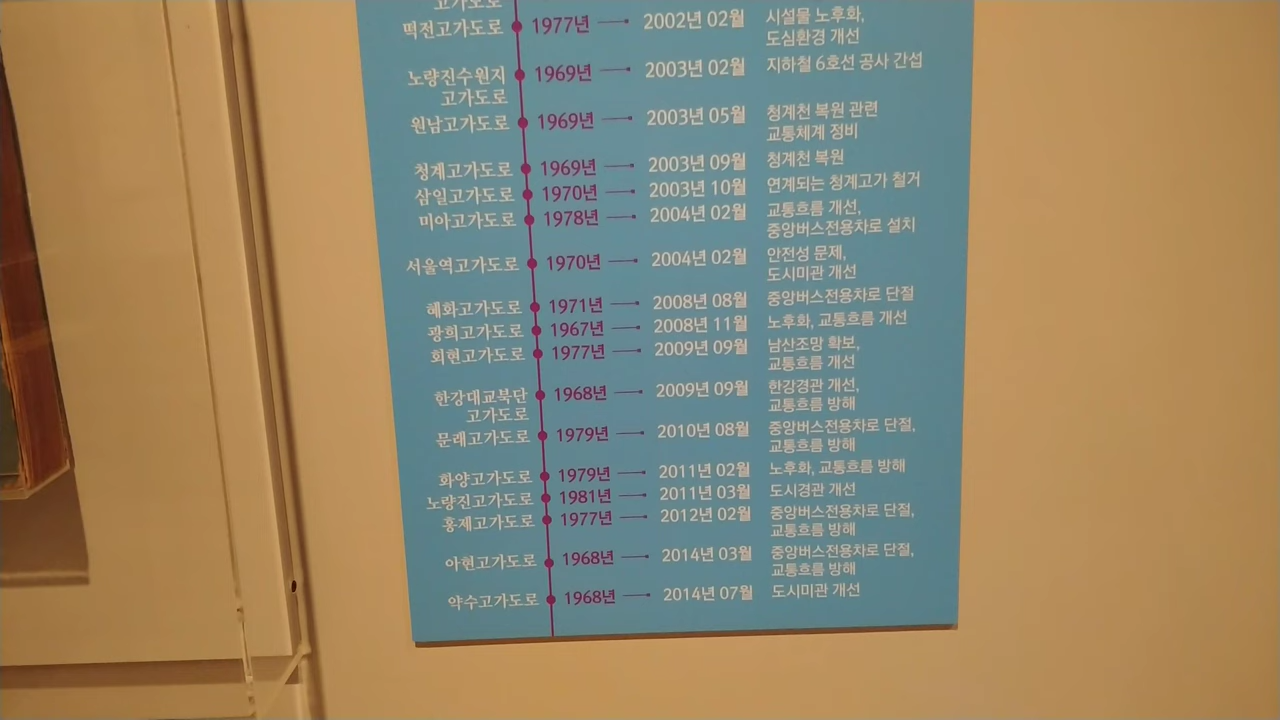 고가도로
떡전고가도로 1977년 2002년 02월 시설물 노후화,
도심환경 개선
노량진수원지 1969년 2003년 02월 지하철 6호선 공사 간섭
고가도로
원남고가도로 1969년 2003년 05월 청계천 복원 관련
교통체계 정비
청계고가도로 1969년 2003년 09월 청계천 복원
삼일고가도로 1970년 2003년 10월 연계되는 청계고가 철거
미아고가도로 1978년 2004년 02월 교통흐름 개선,
중앙버스전용차로 설치
서울역고가도로 1970년 2004년 02월 안전성 문제,
도시미관 개선
혜화고가도로 1971년 2008년 08월 중앙버스전용차로 단절
광희고가도로 1967년 2008년 11월 노후화, 교통흐름 개선
회현고가도로 1977년 2009년 09월 남산조망 확보,
교통흐름 개선
한강대교북단 1968년 2009년 09월 한강경관 개선,
고가도로 교통흐름 방해
문래고가도로 1979년 2010년 08월 중앙버스전용차로 단절,
교통흐름 방해
화양고가도로 1979년 2011년 02월 노후화, 교통흐름 방해
노량진고가도로 1981년 2011년 03월 도시경관 개선
홍제고가도로 1977년 2012년 02월 중앙버스전용차로 단절,
교통흐름 방해
아현고가도로 1968년 2014년 03월 중앙버스전용차로 단절,
교통흐름 방해
약수고가도로 1968년 2014년 07월 도시미관 개선